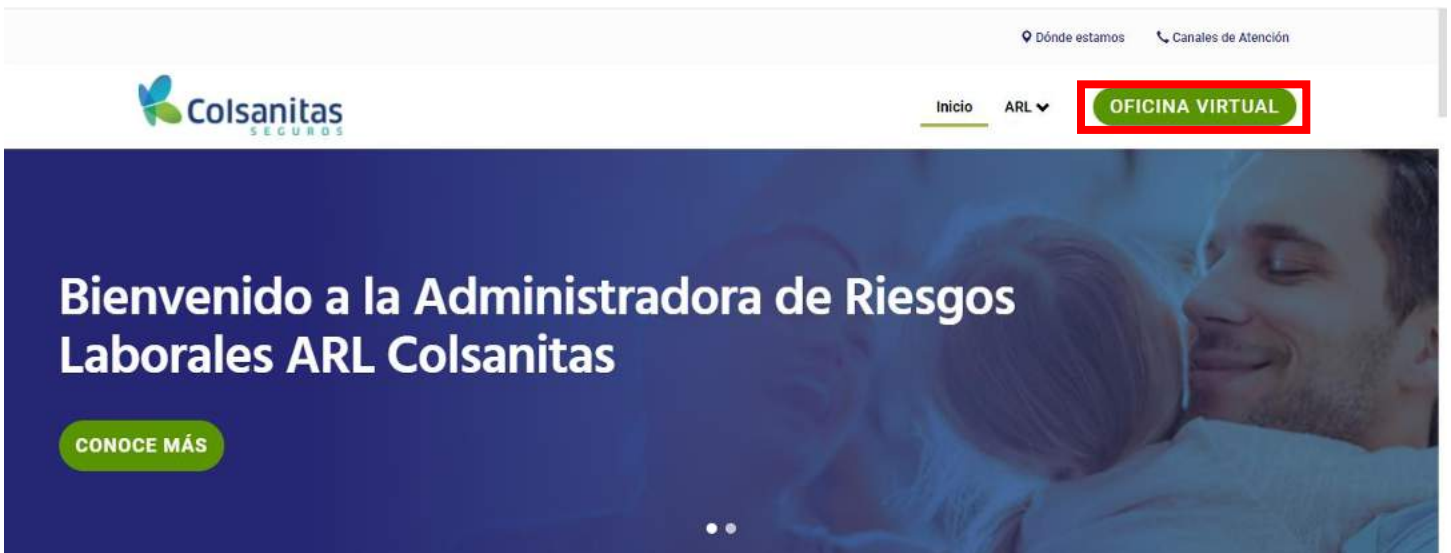 Dónde estamos Canales de Atención
Colsanitas
SEGUROS
Inicio ARL OFICINA VIRTUAL
Bienvenido a la Administradora de Riesgos
Laborales ARL Colsanitas
CONOCE MÁS